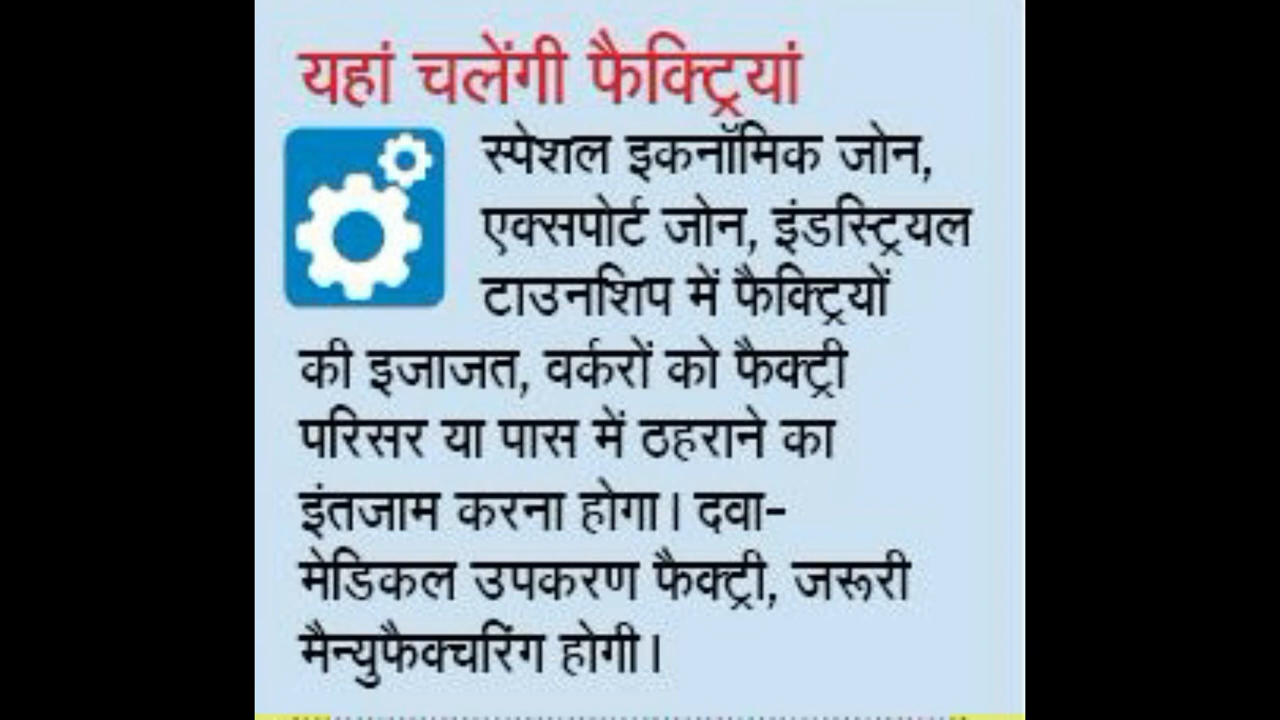 यहां चलेंगी फैक्ट्रियां
स्पेशल इकनॉमिक जोन,
एक्सपोर्ट जोन, इंडस्ट्रियल
टाउनशिप में फैक्ट्रियों
की इजाजत, वर्करों को फैक्ट्री
परिसर या पास में ठहराने का
इंतजाम करना होगा। दवा-
मेडिकल उपकरण फैक्ट्री, जरूरी
मैन्युफैक्चरिंग होगी।